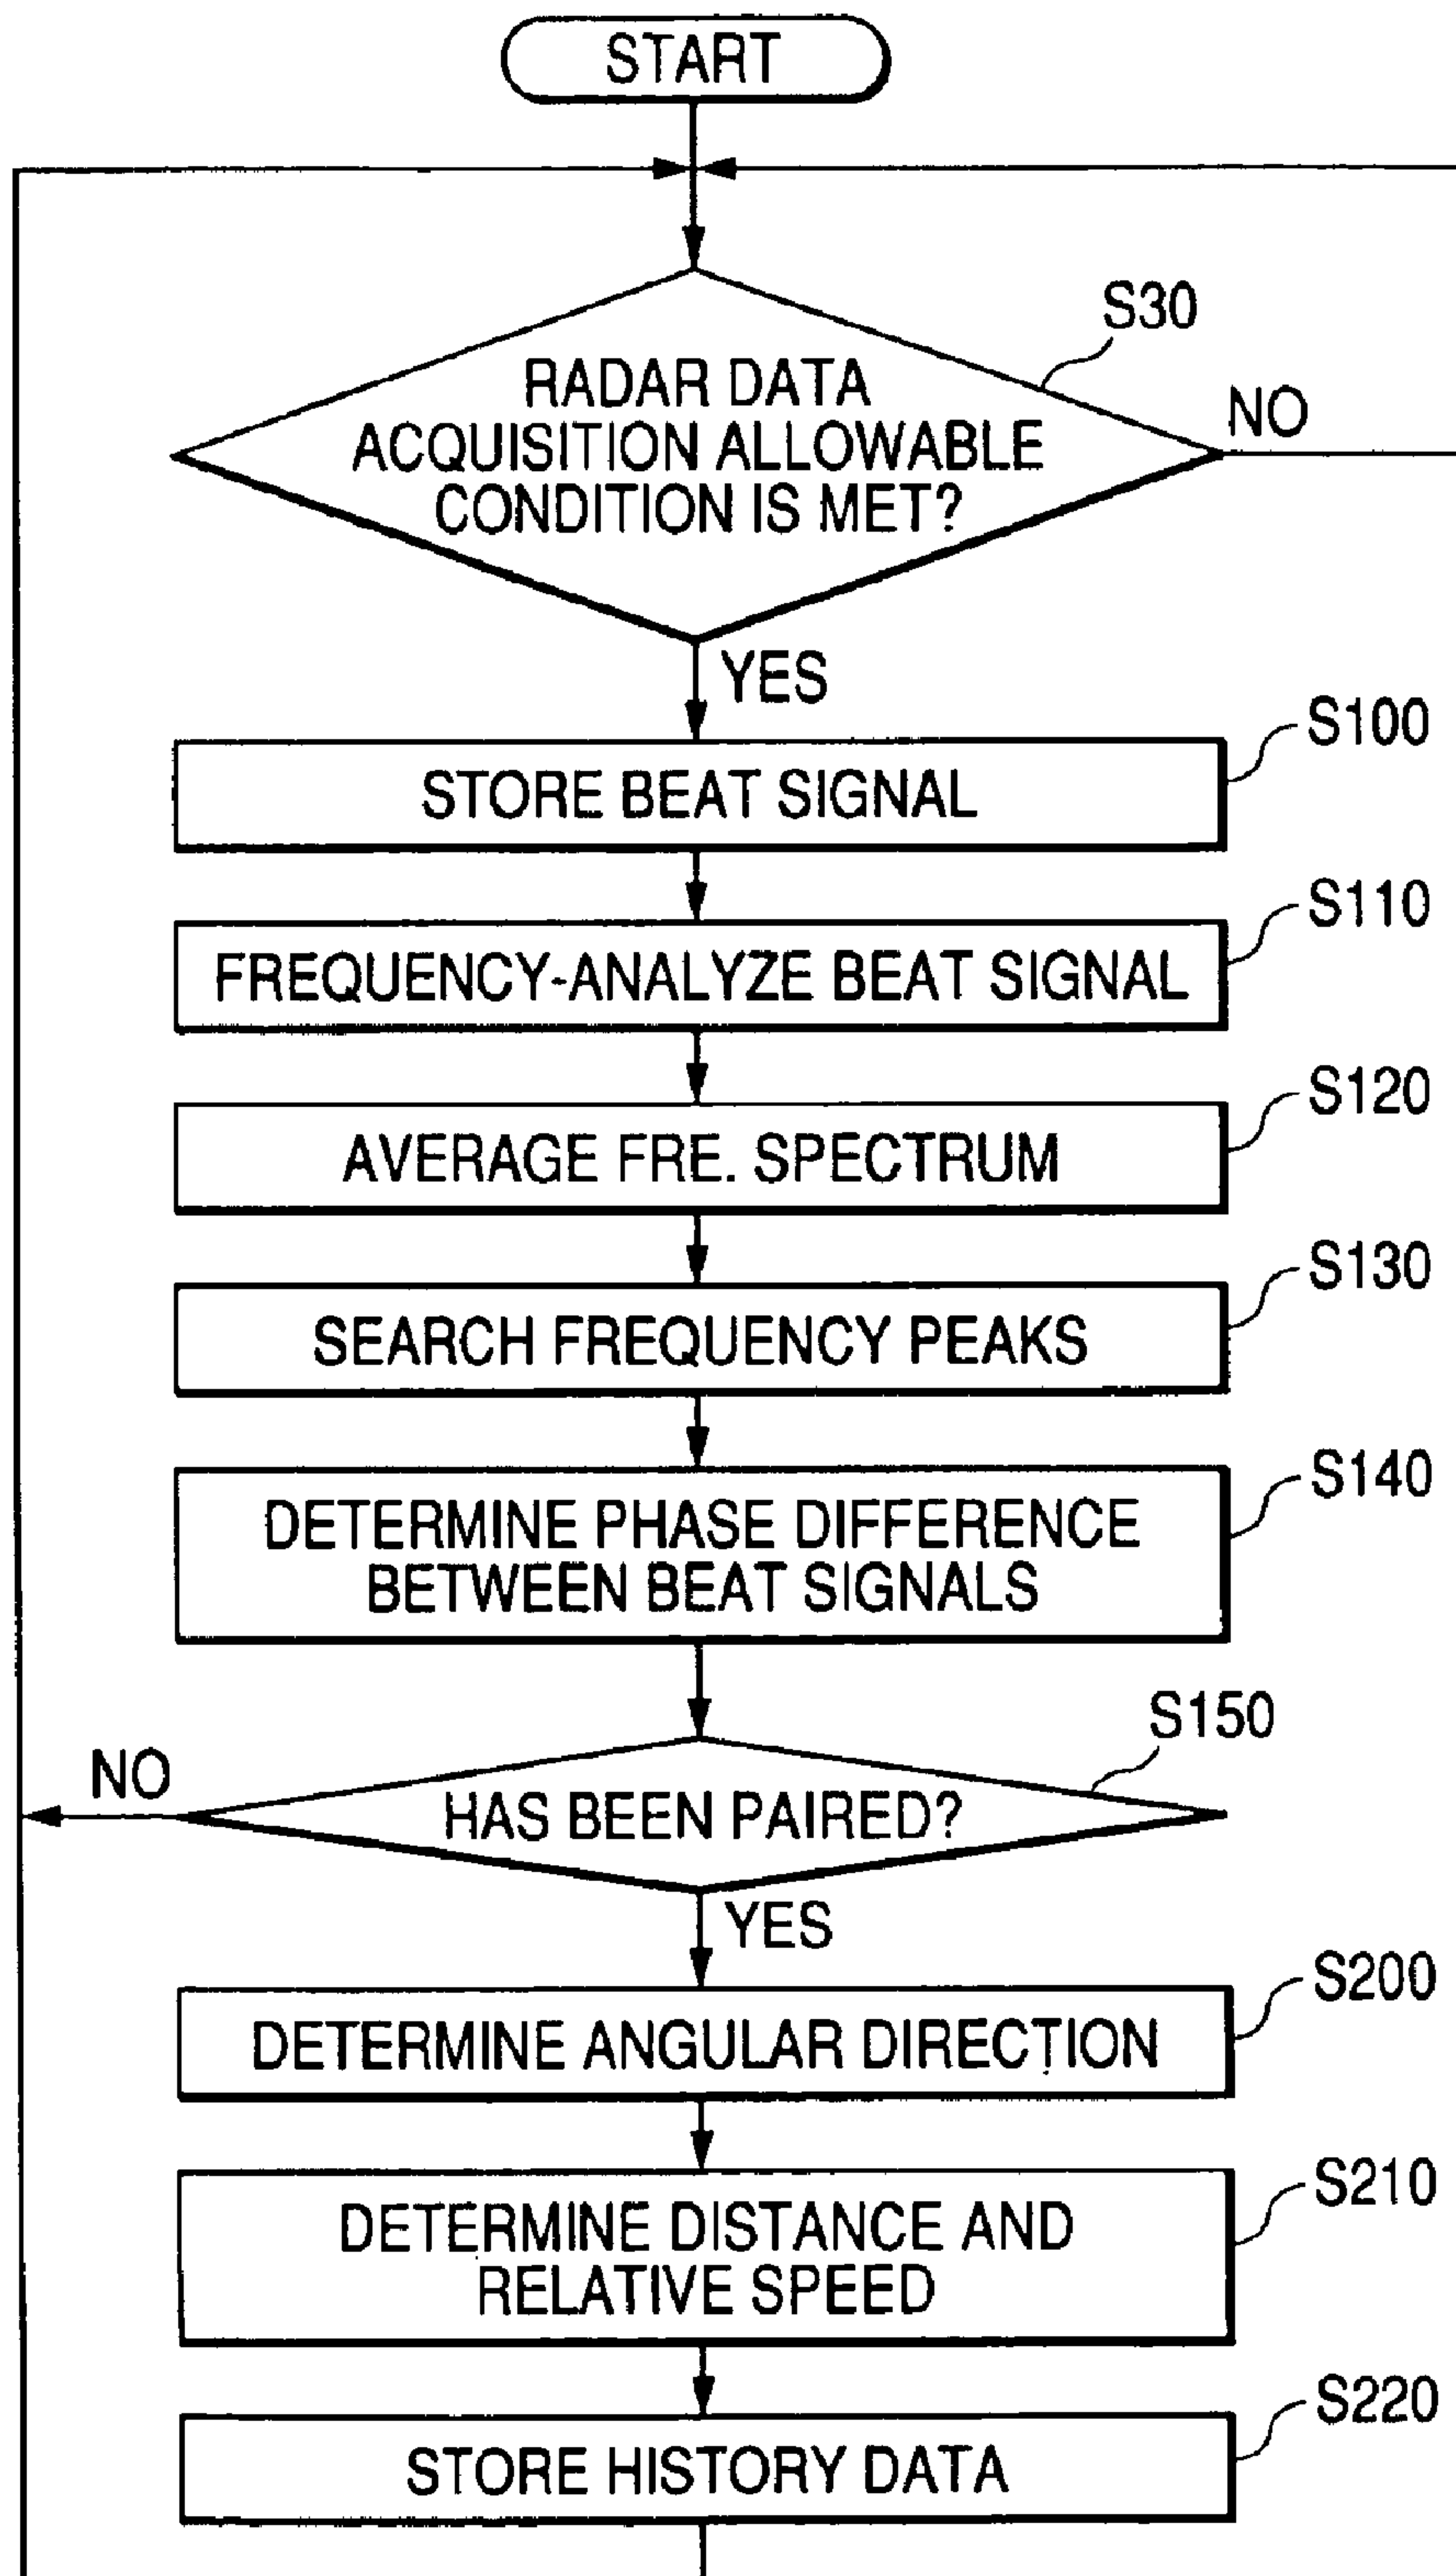 START
S30
RADAR DATA
ACQUISITION ALLOWABLE
CONDITION IS MET?
NO
YES
S100
STORE BEAT SIGNAL
S110
FREQUENCY-ANALYZE BEAT SIGNAL
S120
AVERAGE FRE. SPECTRUM
S130
SEARCH FREQUENCY PEAKS
S140
DETERMINE PHASE DIFFERENCE
BETWEEN BEAT SIGNALS
S150
NO
HAS BEEN PAIRED?
YES
S200
DETERMINE ANGULAR DIRECTION
S210
DETERMINE DISTANCE AND
RELATIVE SPEED
S220
STORE HISTORY DATA